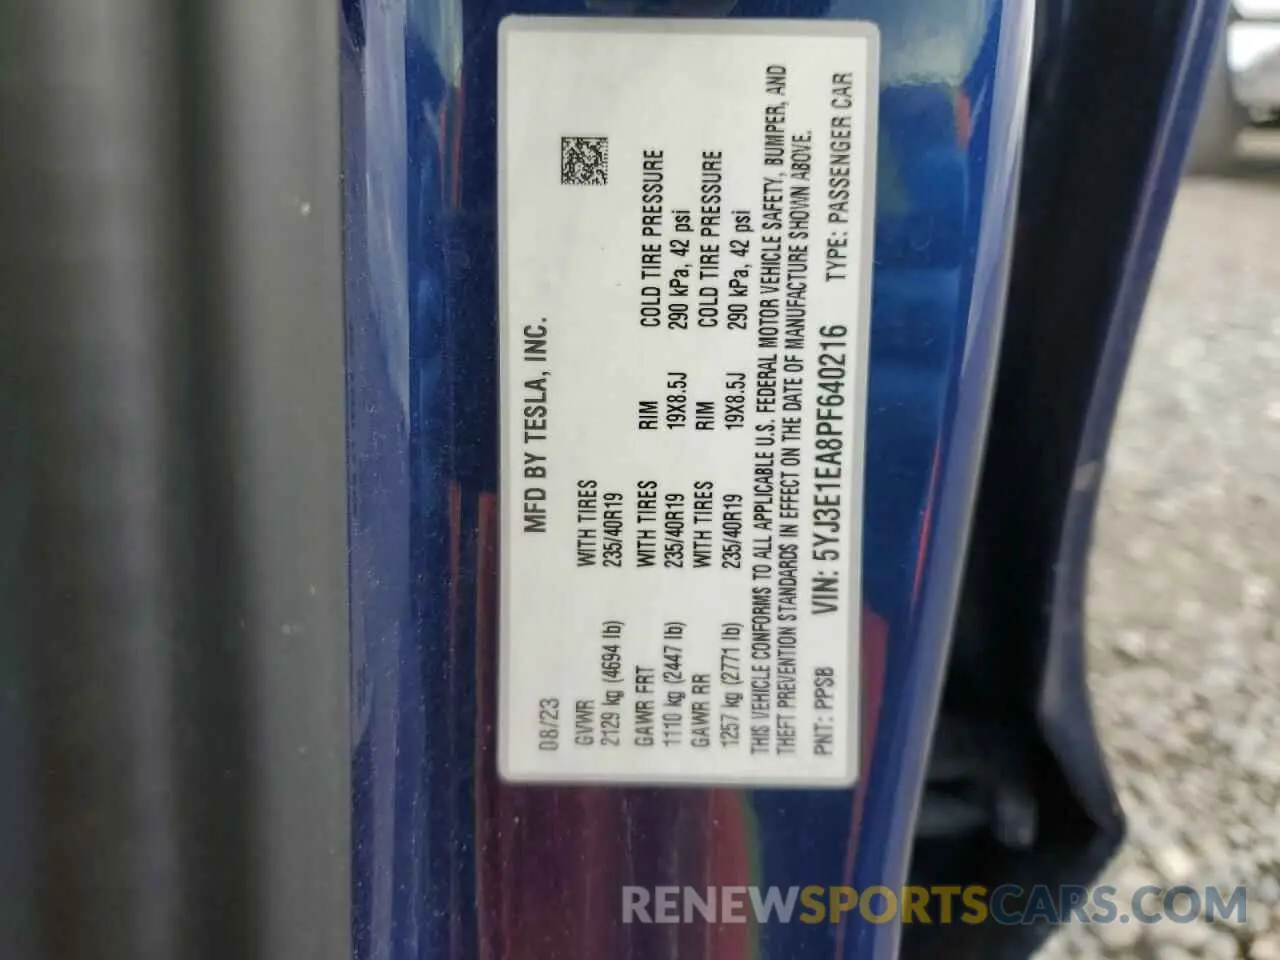 MFD BY TESLA, INC.
08/23
GVWR WITH TIRES
2129 kg (4694 lb) 235/40R19
GAWR FRT WITH TIRES RIM COLD TIRE PRESSURE
1110 kg (2447 lb) 235/40R19 19X8.5J 290 kPa, 42 psi
GAWR RR WITH TIRES RIM COLD TIRE PRESSURE
1257 kg (2771 lb) 235/40R19 19X8.5J 290 kPa, 42 psi
THIS VEHICLE CONFORMS TO ALL APPLICABLE U.S. FEDERAL MOTOR VEHICLE SAFETY, BUMPER, AND
THEFT PREVENTION STANDARDS IN EFFECT ON THE DATE OF MANUFACTURE SHOWN ABOVE.
PNT: PPSB VIN: 5YJ3E1EA8PF640216 TYPE: PASSENGER CAR
RENEWSPORTSCARS.COM